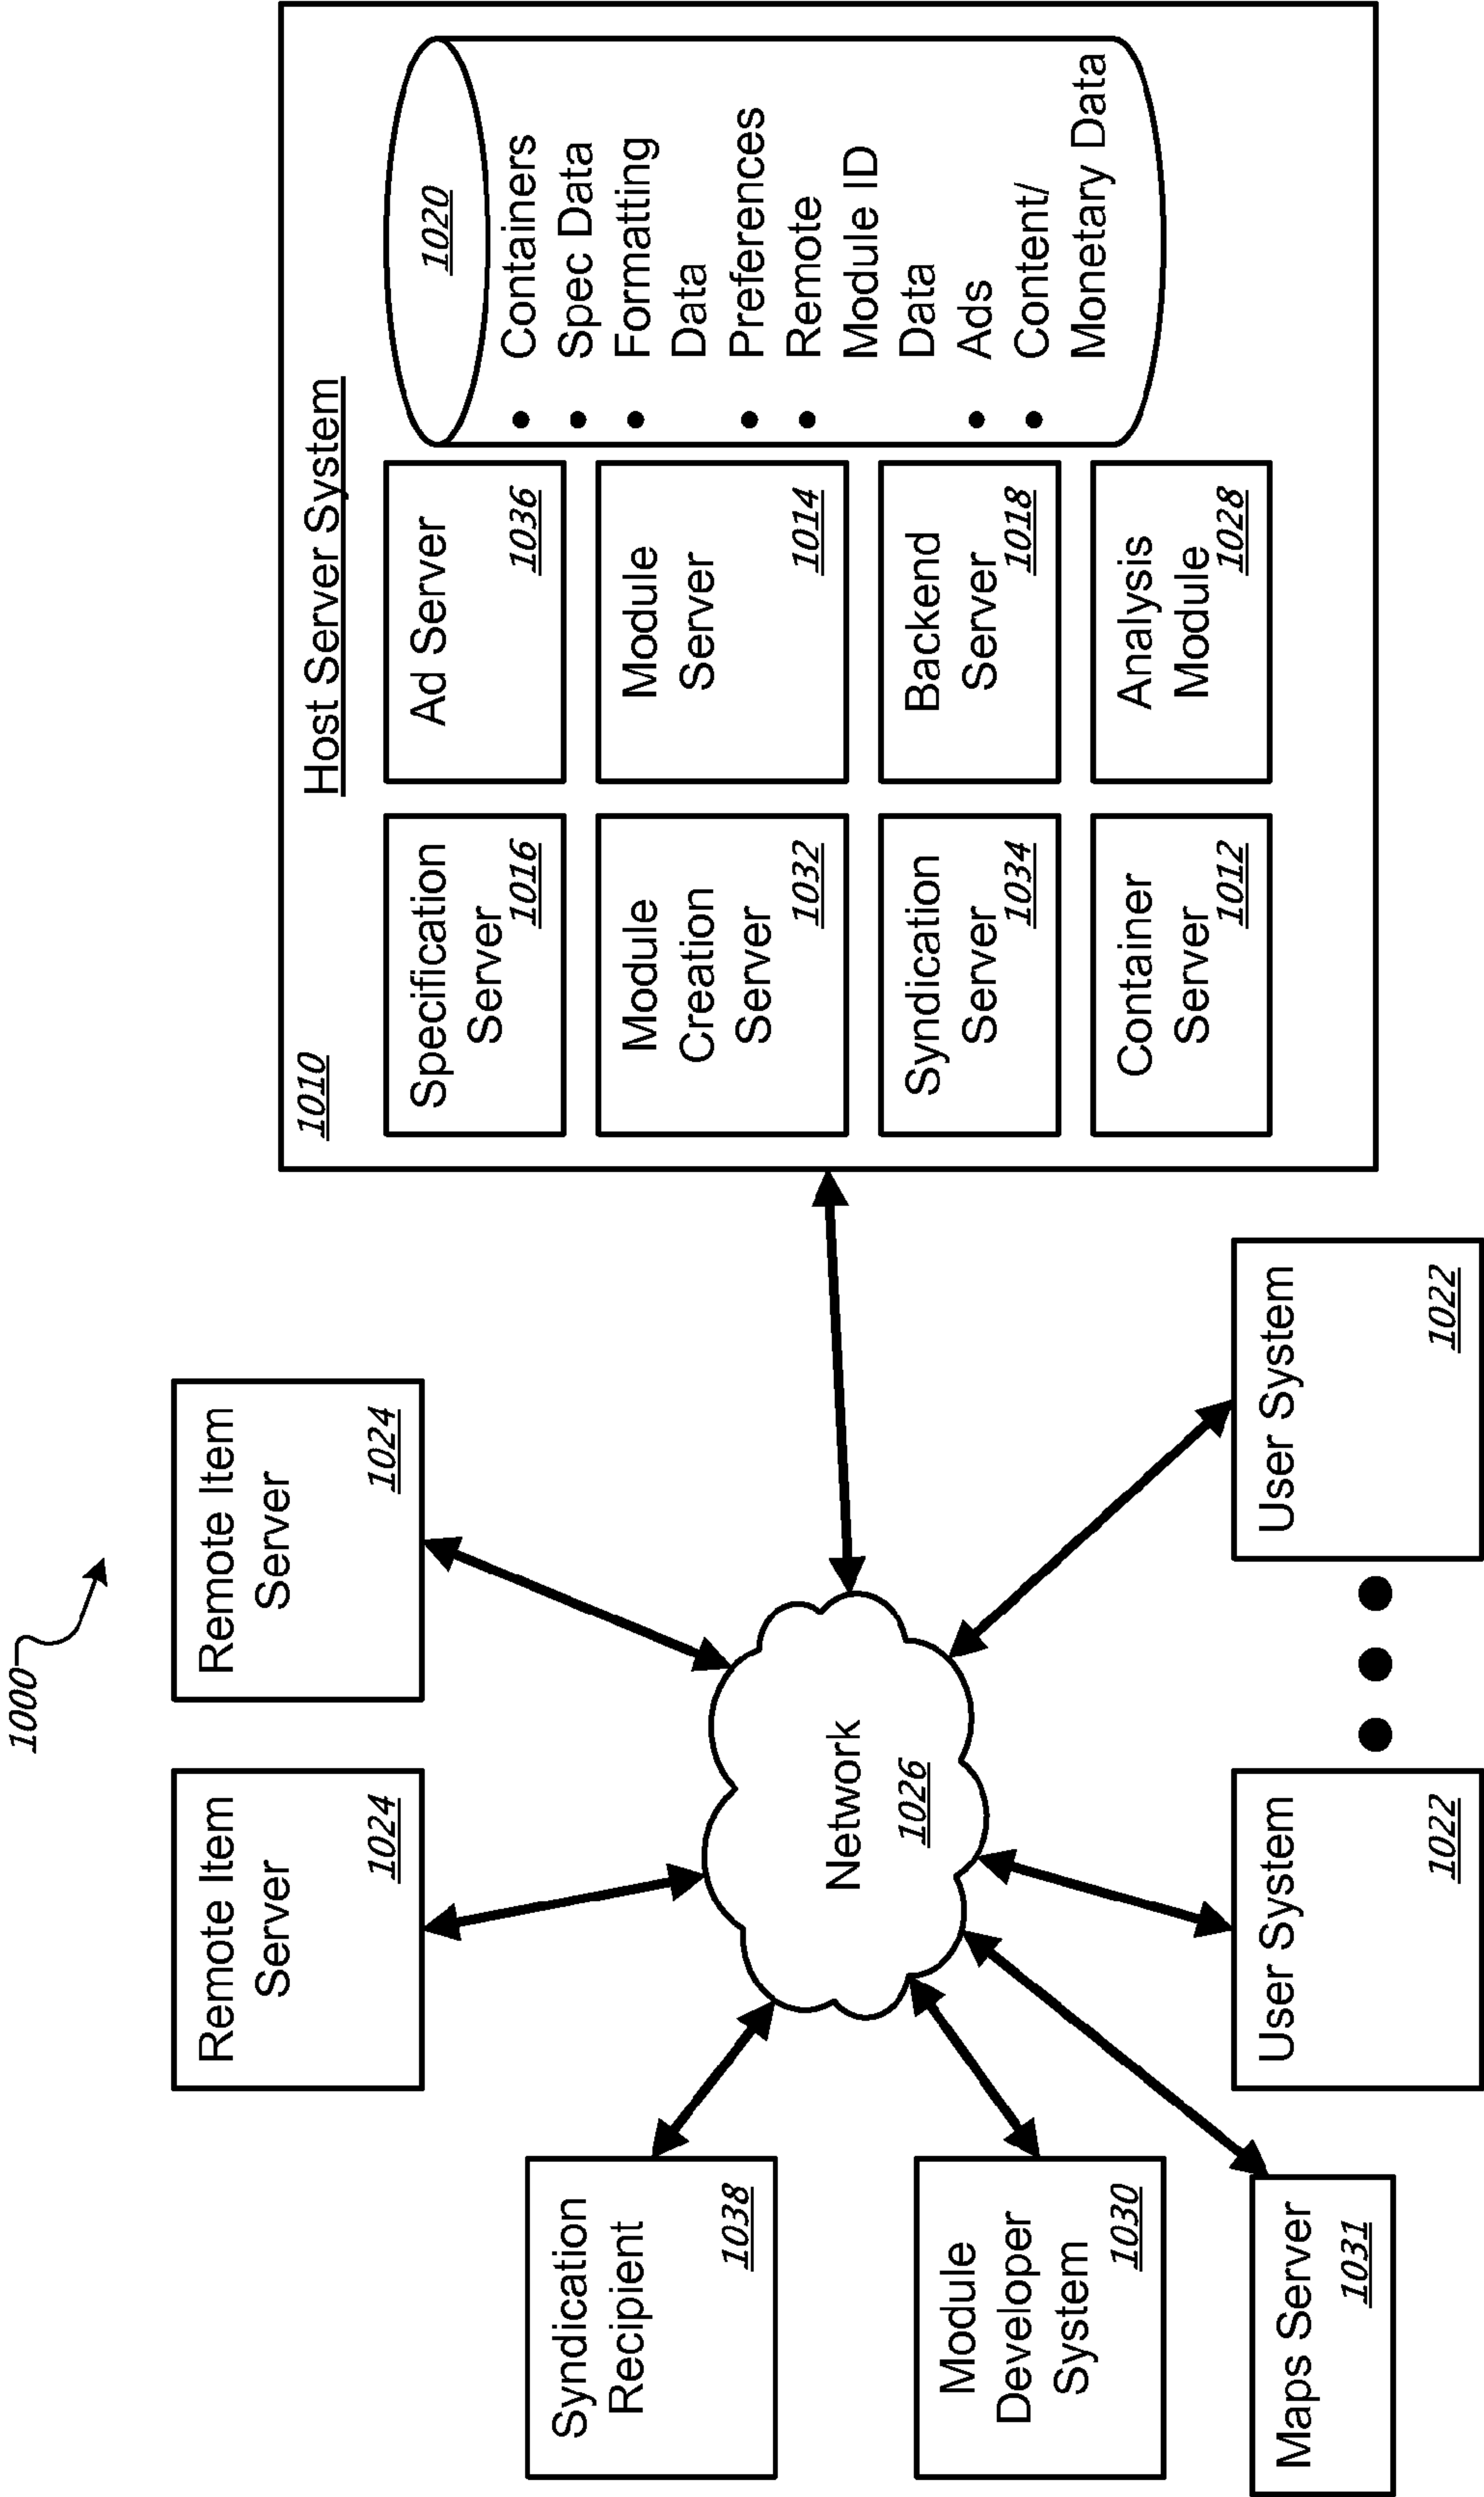 1000
Remote Item
Server
1024
Remote Item
Server
1024
Syndication
Recipient
1038
Module
Developer
System
1030
Maps Server
1031
Network
1026
User System
1022
User System
1022
1010
Host Server System
Specification
Server
1016
Ad Server
1036
Module
Creation
Server
1032
Module
Server
1014
Syndication
Server
1034
Backend
Server
1018
Container
Server
1012
Analysis
Module
1028
1020
• Containers
• Spec Data
• Formatting
Data
• Preferences
• Remote
Module ID
Data
• Ads
• Content/
Monetary Data